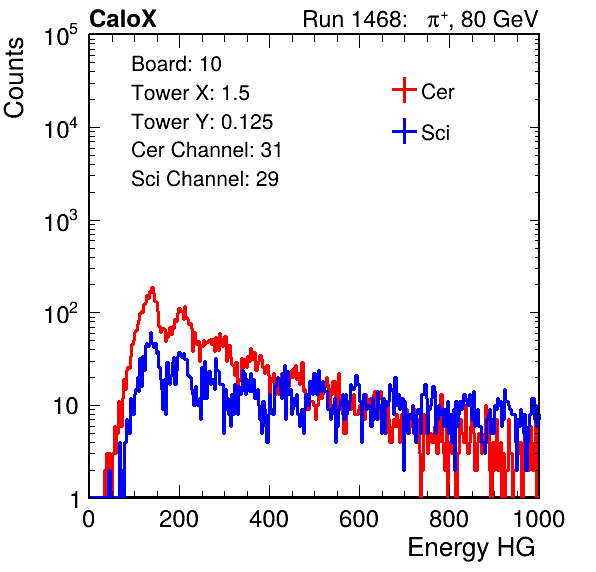 CaloX Run 1468: π⁺, 80 GeV
Counts
Board: 10
Tower X: 1.5
Tower Y: 0.125
Cer Channel: 31
Sci Channel: 29
Cer
Sci
10⁵
10⁴
10³
10²
10
1
0 200 400 600 800 1000
Energy HG